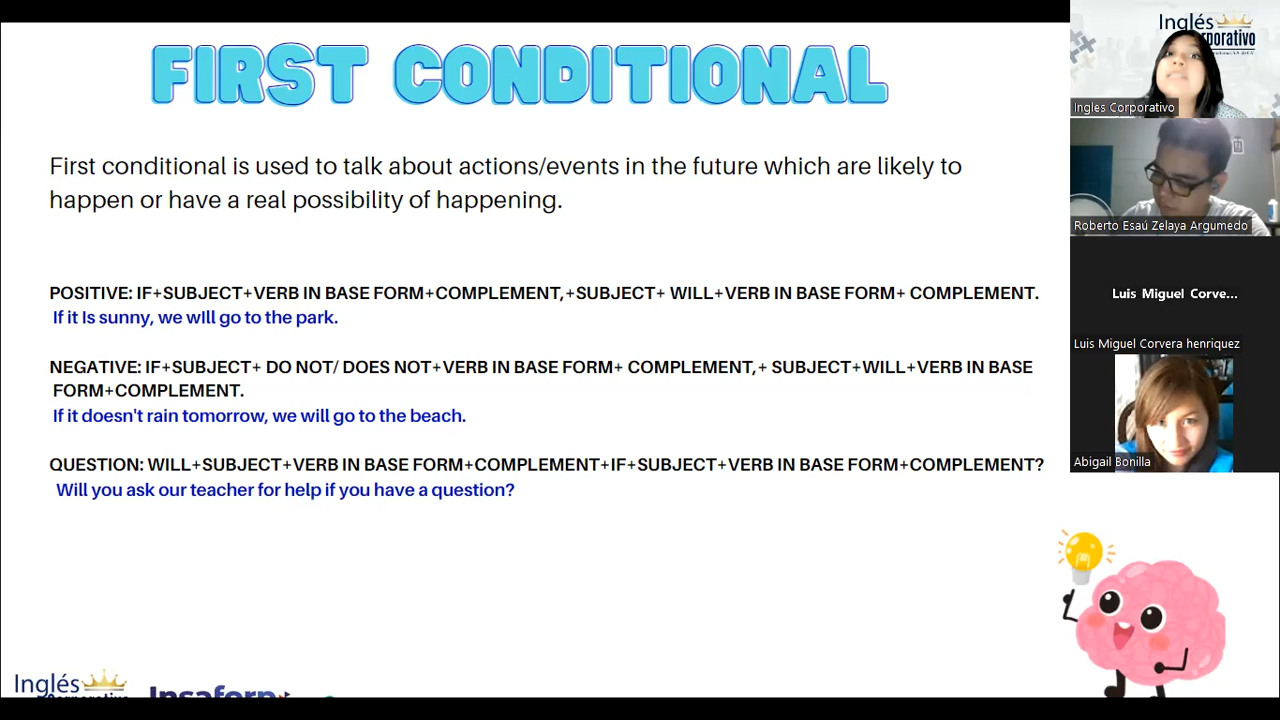 FIRST CONDITIONAL
First conditional is used to talk about actions/events in the future which are likely to
happen or have a real possibility of happening.
POSITIVE: IF+SUBJECT+VERB IN BASE FORM+COMPLEMENT,+SUBJECT+ WILL+VERB IN BASE FORM+ COMPLEMENT.
If it Is sunny, we wIll go to the park.
NEGATIVE: IF+SUBJECT+ DO NOT/ DOES NOT+VERB IN BASE FORM+ COMPLEMENT,+ SUBJECT+WILL+VERB IN BASE
FORM+COMPLEMENT.
If it doesn't rain tomorrow, we will go to the beach.
QUESTION: WILL+SUBJECT+VERB IN BASE FORM+COMPLEMENT+IF+SUBJECT+VERB IN BASE FORM+COMPLEMENT?
Will you ask our teacher for help if you have a question?
Inglés
Corporativo
Insaforp
Inglés
Ingles Corporativo
Roberto Esaú Zelaya Argumedo
Luis Miguel Corve...
Luis Miguel Corvera henriquez
Abigail Bonilla